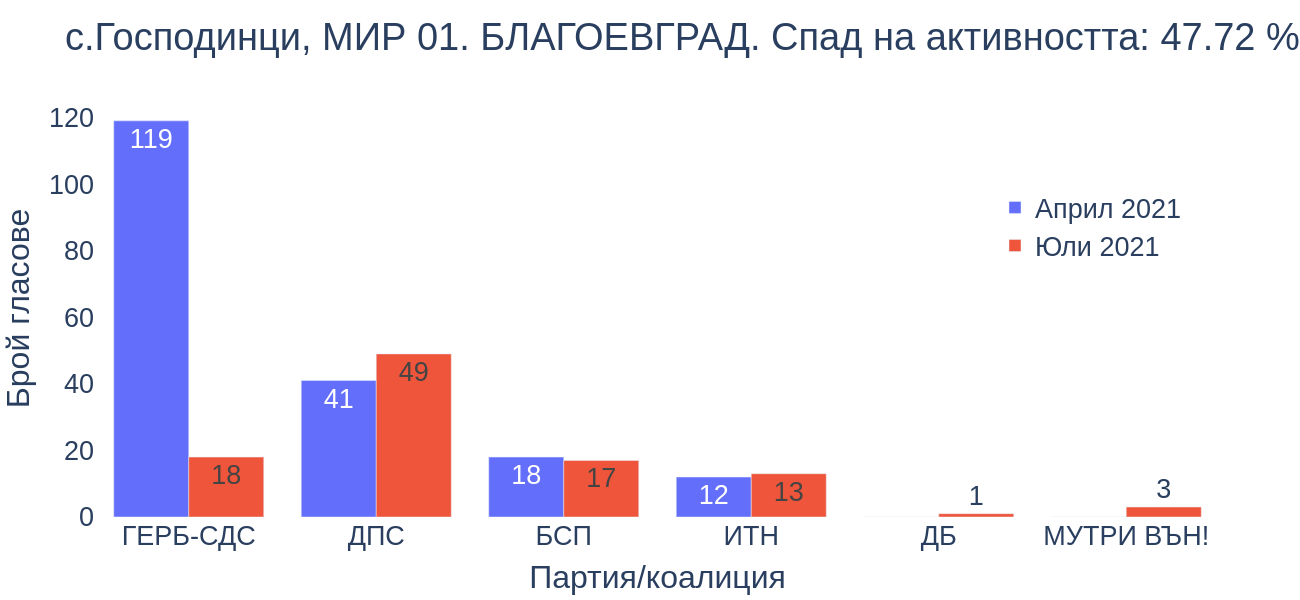 с.Господинци, МИР 01. БЛАГОЕВГРАД. Спад на активността: 47.72 %
Брой гласове
120
100
80
60
40
20
0
119
18
41
49
18
17
12
13
1
3
Април 2021
Юли 2021
ГЕРБ-СДС
ДПС
БСП
ИТН
ДБ
МУТРИ ВЪН!
Партия/коалиция